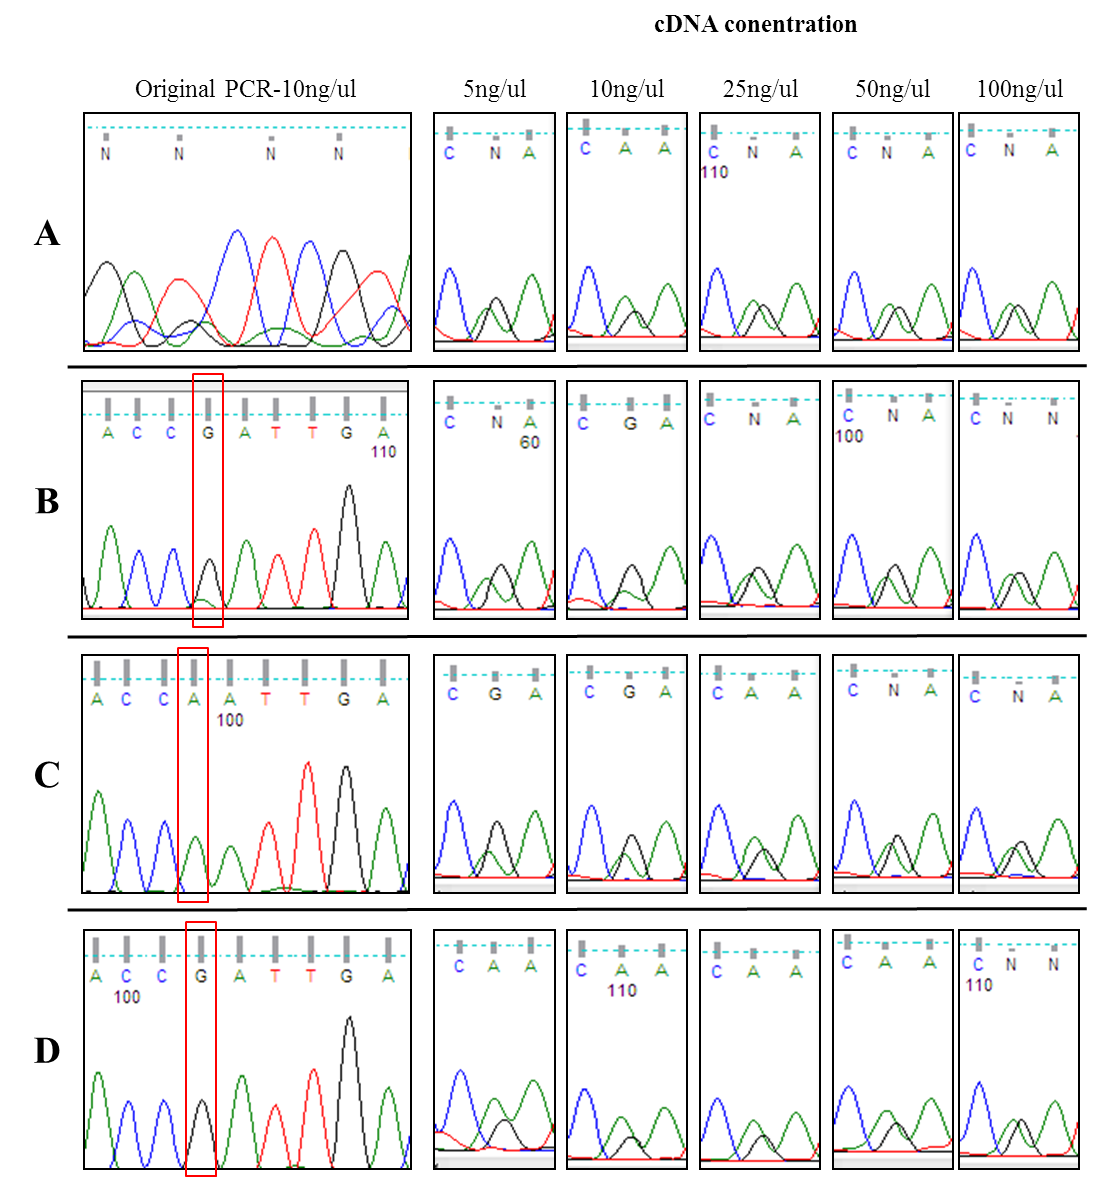 cDNA conentration
Original PCR-10ng/ul 5ng/ul 10ng/ul 25ng/ul 50ng/ul 100ng/ul
A
N N N N
C N A
C A A
C N A
110
C N A
C N A
B
A C C G A T T G A
110
C N A
60
C G A
C N A
C N A
100
C N N
C
A C C A A T T G A
100
C G A
C G A
C A A
C N A
C N A
D
A C C G A T T G A
100
C A A
C A A
110
C A A
C A A
C N N
110